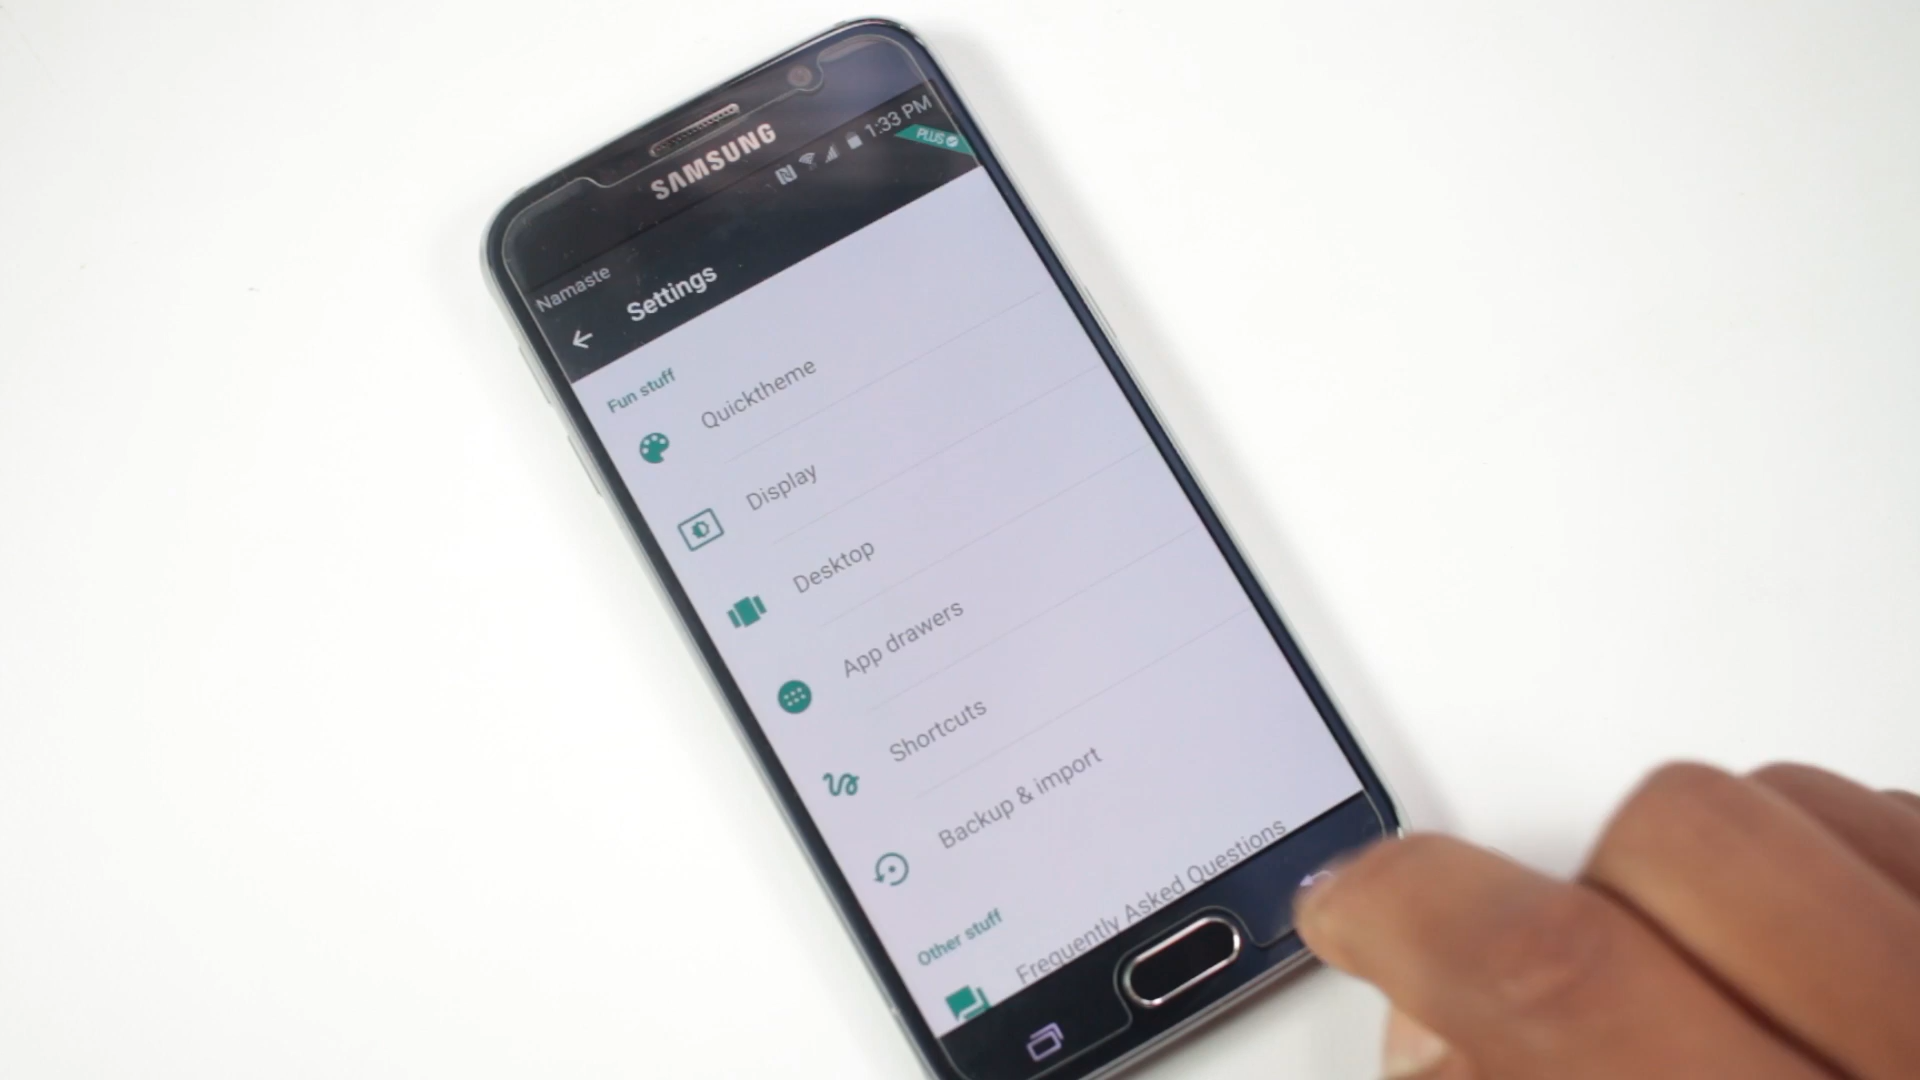 SAMSUNG
Namaste
1:33 PM
PLUS
Settings
Fun stuff
Quicktheme
Display
Desktop
App drawers
Shortcuts
Backup & import
Other stuff
Frequently Asked Questions